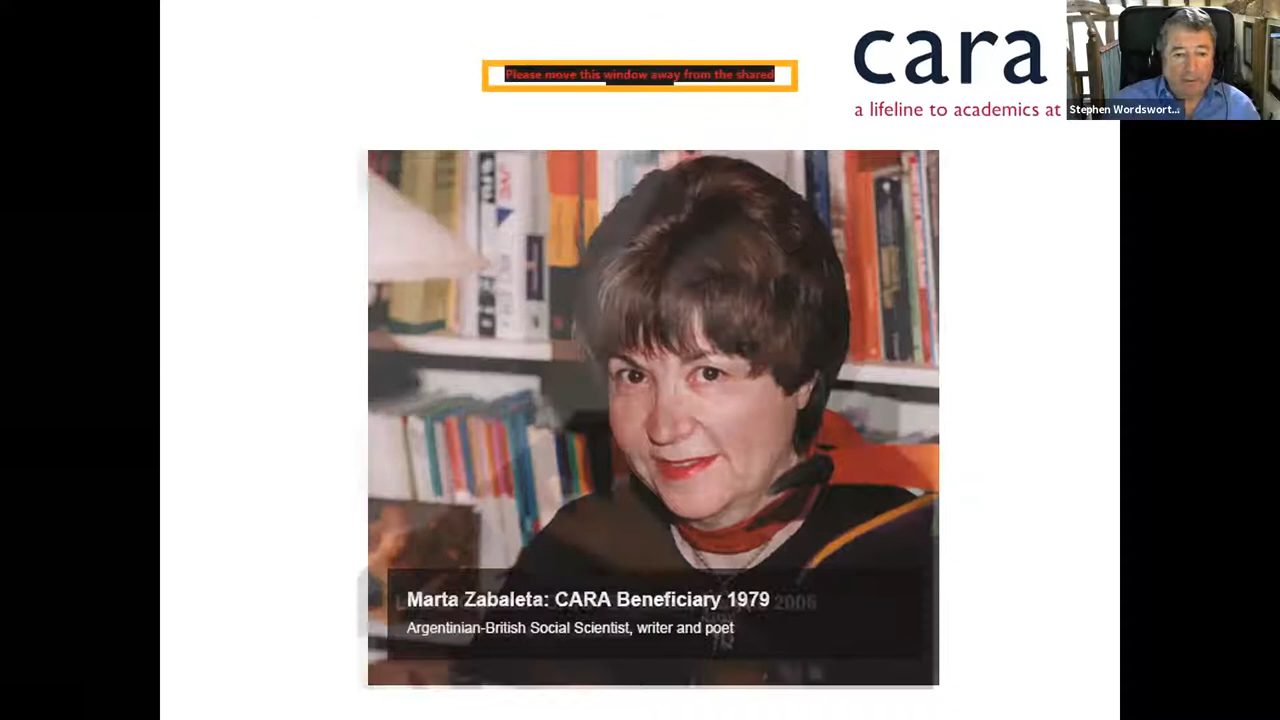 Please move this window away from the shared
cara
a lifeline to academics at
Stephen Wordswort...
Marta Zabaleta: CARA Beneficiary 1979
2006
Argentinian-British Social Scientist, writer and poet